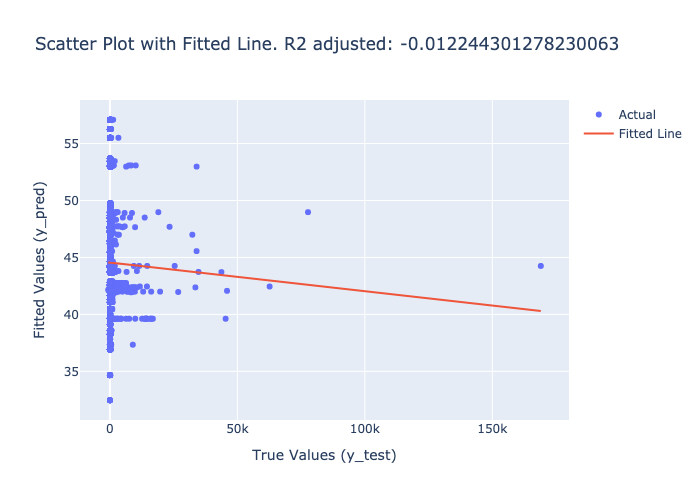 Scatter Plot with Fitted Line. R2 adjusted: -0.012244301278230063
Actual
Fitted Line
55
50
45
40
35
Fitted Values (y_pred)
0
50k
100k
150k
True Values (y_test)